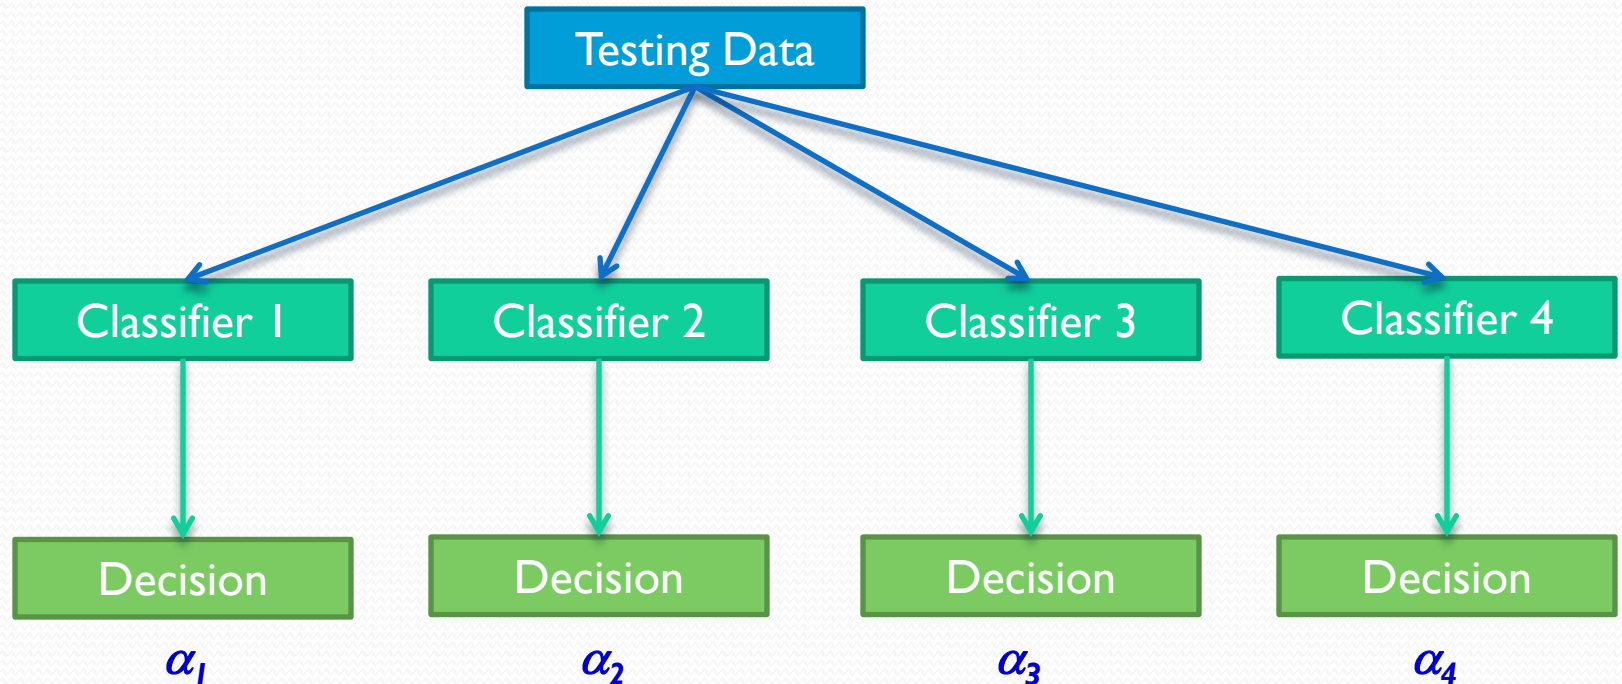 Testing Data
Classifier 1 Classifier 2 Classifier 3 Classifier 4
Decision Decision Decision Decision
α1 α2 α3 α4